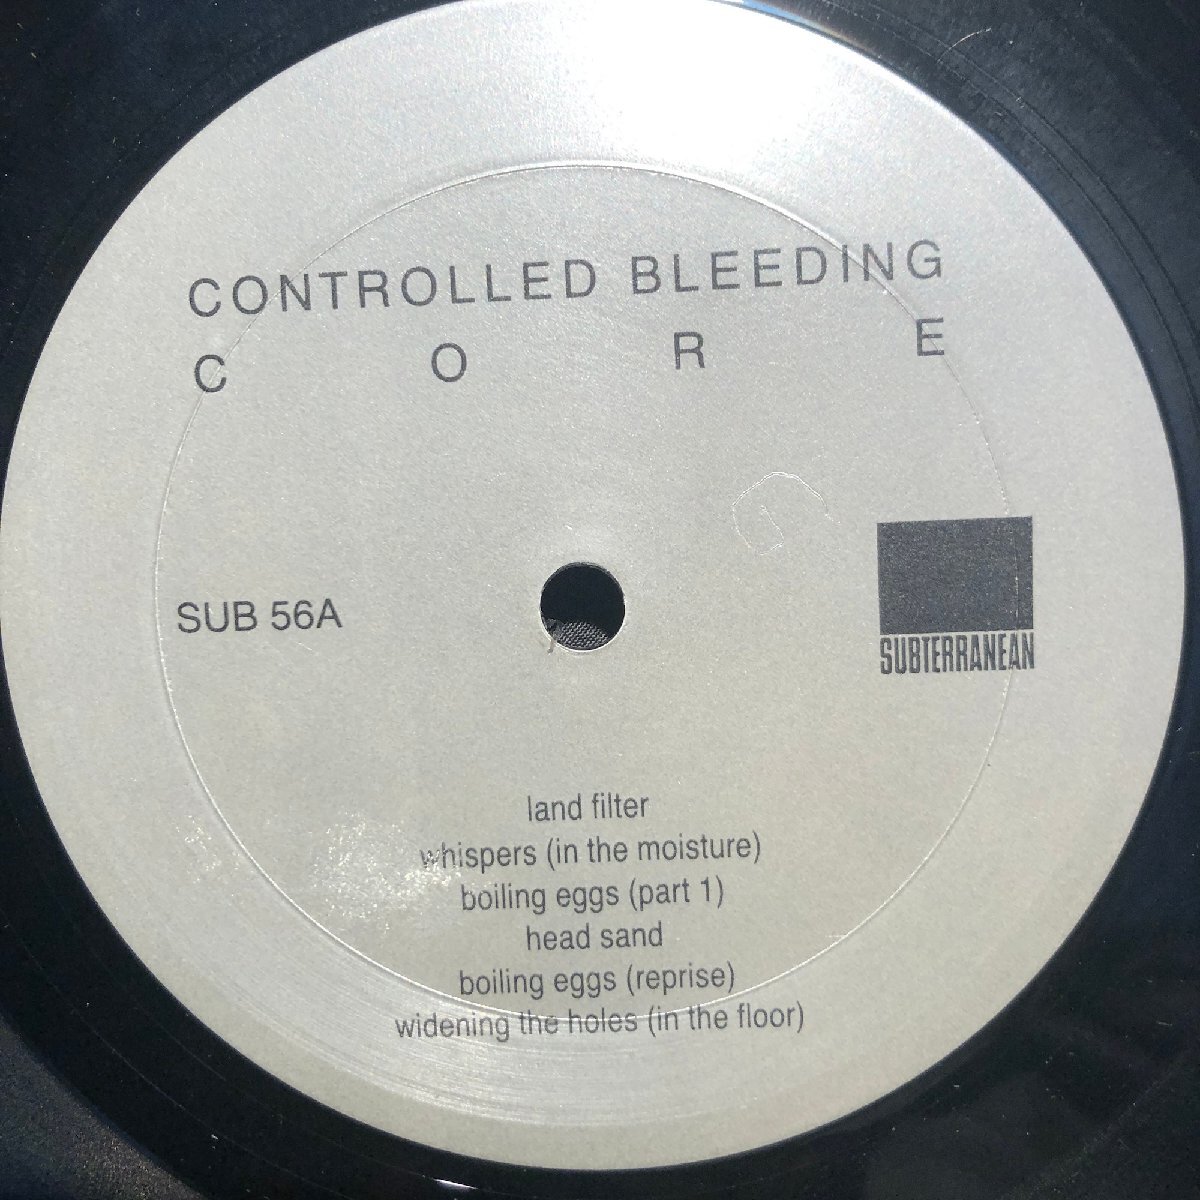 CONTROLLED BLEEDING
C O R E
SUB 56A
SUBTERRANEAN
land filter
whispers (in the moisture)
boiling eggs (part 1)
head sand
boiling eggs (reprise)
widening the holes (in the floor)